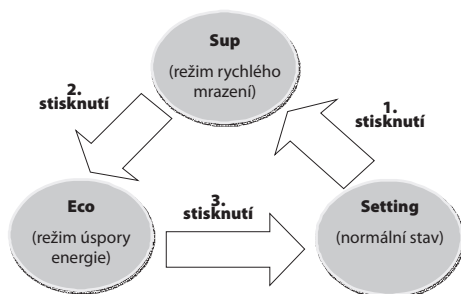 Sup
(režim rychlého
mrazení)
2.
stisknutí
1.
stisknutí
Eco
(režim úspory
energie)
3.
stisknutí
Setting
(normální stav)